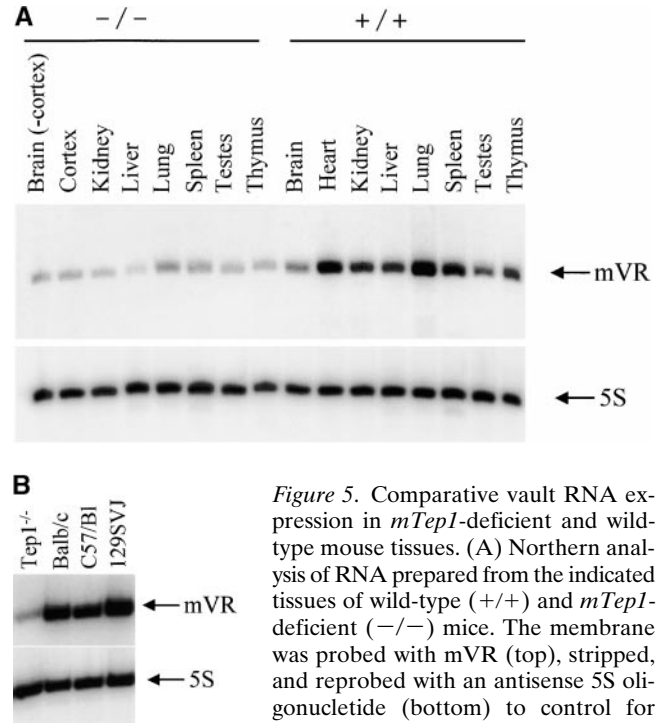 A
−/− +/+
Brain (-cortex) Cortex Kidney Liver Lung Spleen Testes Thymus Brain Heart Kidney Liver Lung Spleen Testes Thymus
mVR
5S
B
Tep1-/- Balb/c C57/Bl 129SVJ
mVR
5S
Figure 5. Comparative vault RNA ex-
pression in mTep1-deficient and wild-
type mouse tissues. (A) Northern anal-
ysis of RNA prepared from the indicated
tissues of wild-type (+/+) and mTep1-
deficient (−/−) mice. The membrane
was probed with mVR (top), stripped,
and reprobed with an antisense 5S oli-
gonucletide (bottom) to control for